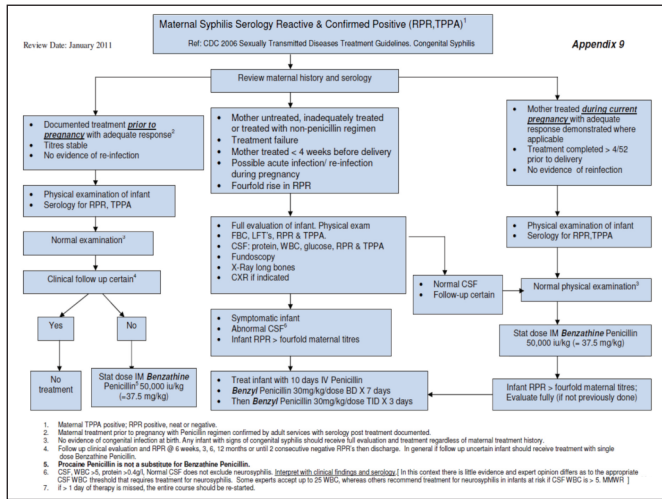 Maternal Syphilis Serology Reactive & Confirmed Positive (RPR,TPPA)1
Ref: CDC 2006 Sexually Transmitted Diseases Treatment Guidelines. Congenital Syphilis
Review Date: January 2011
Appendix 9
Review maternal history and serology
• Documented treatment prior to
pregnancy with adequate response2
• Titres stable
• No evidence of re-infection
• Physical examination of infant
• Serology for RPR, TPPA
Normal examination3
Clinical follow up certain4
Yes
No
No
treatment
Stat dose IM Benzathine
Penicillin5 50,000 iu/kg
(=37.5 mg/kg)
• Mother untreated, inadequately treated
or treated with non-penicillin regimen
• Treatment failure
• Mother treated < 4 weeks before delivery
• Possible acute infection/ re-infection
during pregnancy
• Fourfold rise in RPR
• Full evaluation of infant. Physical exam
• FBC, LFT's, RPR & TPPA.
• CSF: protein, WBC, glucose, RPR & TPPA
• Fundoscopy
• X-Ray long bones
• CXR if indicated
• Normal CSF
• Follow-up certain
• Symptomatic infant
• Abnormal CSF6
• Infant RPR > fourfold maternal titres
• Treat infant with 10 days IV Penicillin
• Benzyl Penicillin 30mg/kg/dose BD X 7
days
• Then Benzyl Penicillin 30mg/kg/dose TID X 3
days
• Mother treated during current
pregnancy with adequate
response demonstrated where
applicable
• Treatment completed > 4/52
prior to delivery
• No evidence of reinfection
• Physical examination of infant
• Serology for RPR,TPPA
Normal physical examination3
Stat dose IM Benzathine Penicillin
50,000 iu/kg (= 37.5 mg/kg)
Infant RPR > fourfold maternal titres;
Evaluate fully (if not previously done)
1. Maternal TPPA positive; RPR positive, neat or negative.
2. Maternal treatment prior to pregnancy with Penicillin regimen confirmed by adult services with serology post treatment documented.
3. No evidence of congenital infection at birth. Any infant with signs of congenital syphilis should receive full evaluation and treatment regardless of maternal treatment history.
4. Follow up clinical evaluation and RPR @ 6 weeks, 3, 6, 12 months or until 2 consecutive negative RPR's then discharge. In general if follow up uncertain infant should receive treatment with single
dose Benzathine Penicillin.
5. Procaine Penicillin is not a substitute for Benzathine Penicillin.
6. CSF, WBC >5, protein >0.4g/l, Normal CSF does not exclude neurosyphilis. Interpret with clinical findings and serology.[ In this context there is little evidence and expert opinion differs as to the appropriate
CSF WBC threshold that requires treatment for neurosyphilis. Some experts accept up to 25 WBC, whereas others recommend treatment for neurosyphilis in infants at risk if CSF WBC is > 5. MMWR ]
7. if > 1 day of therapy is missed, the entire course should be re-started.